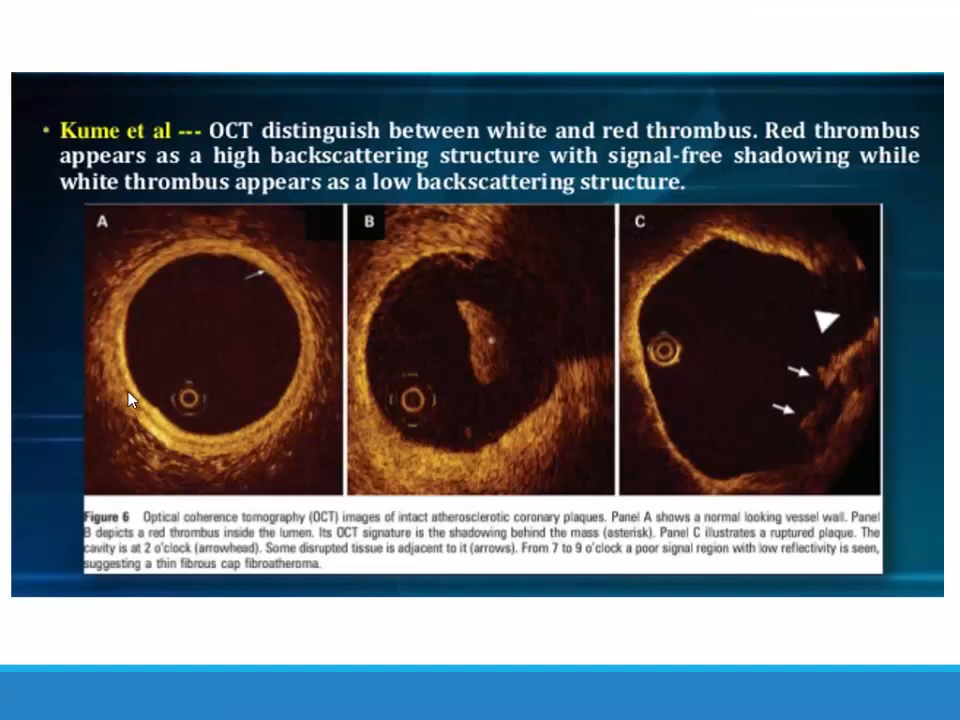 • Kume et al --- OCT distinguish between white and red thrombus. Red thrombus
appears as a high backscattering structure with signal-free shadowing while
white thrombus appears as a low backscattering structure.
A B C
Figure 6 Optical coherence tomography (OCT) images of intact atherosclerotic coronary plaques. Panel A shows a normal looking vessel wall. Panel
B depicts a red thrombus inside the lumen. Its OCT signature is the shadowing behind the mass (asterisk). Panel C illustrates a ruptured plaque. The
cavity is at 2 o'clock (arrowhead). Some disrupted tissue is adjacent to it (arrows). From 7 to 9 o'clock a poor signal region with low reflectivity is seen,
suggesting a thin fibrous cap fibroatheroma.